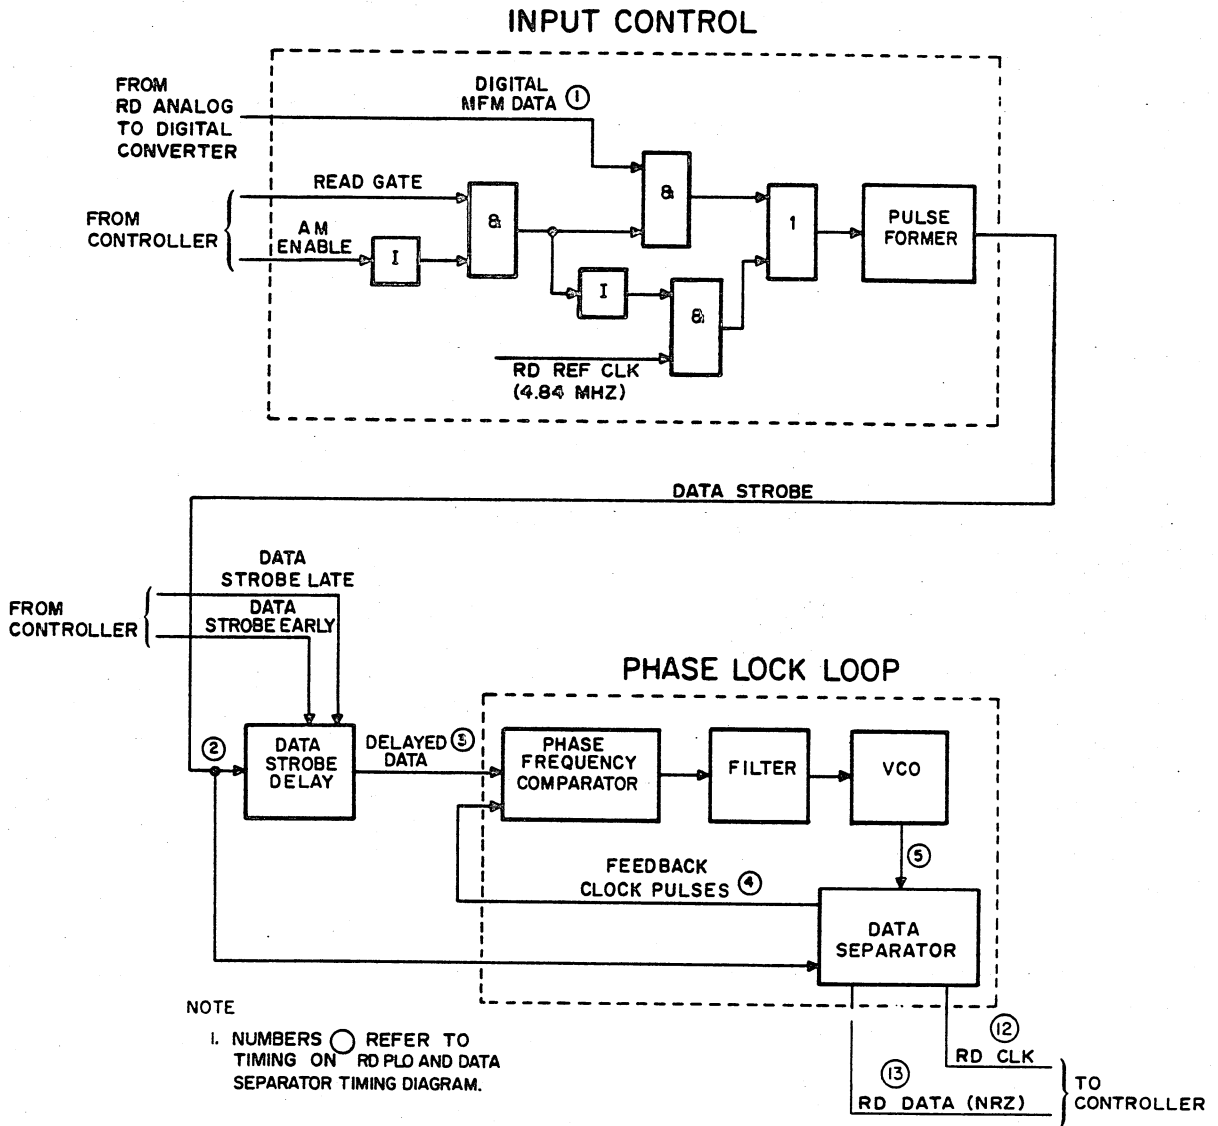 INPUT CONTROL
FROM
RD ANALOG
TO DIGITAL
CONVERTER
DIGITAL
MFM DATA 1
READ GATE
FROM
CONTROLLER
AM
ENABLE
I
&
&
I
&
1
PULSE
FORMER
RD REF CLK
(4.84 MHZ)
DATA STROBE
DATA
STROBE LATE
FROM
CONTROLLER
DATA
STROBE EARLY
PHASE LOCK LOOP
2
DATA
STROBE
DELAY
DELAYED 3
DATA
PHASE
FREQUENCY
COMPARATOR
FILTER
VCO
5
FEEDBACK
CLOCK PULSES 4
DATA
SEPARATOR
NOTE
1. NUMBERS ◯ REFER TO
TIMING ON RD PLO AND DATA
SEPARATOR TIMING DIAGRAM.
12
RD CLK
13
RD DATA (NRZ)
TO
CONTROLLER